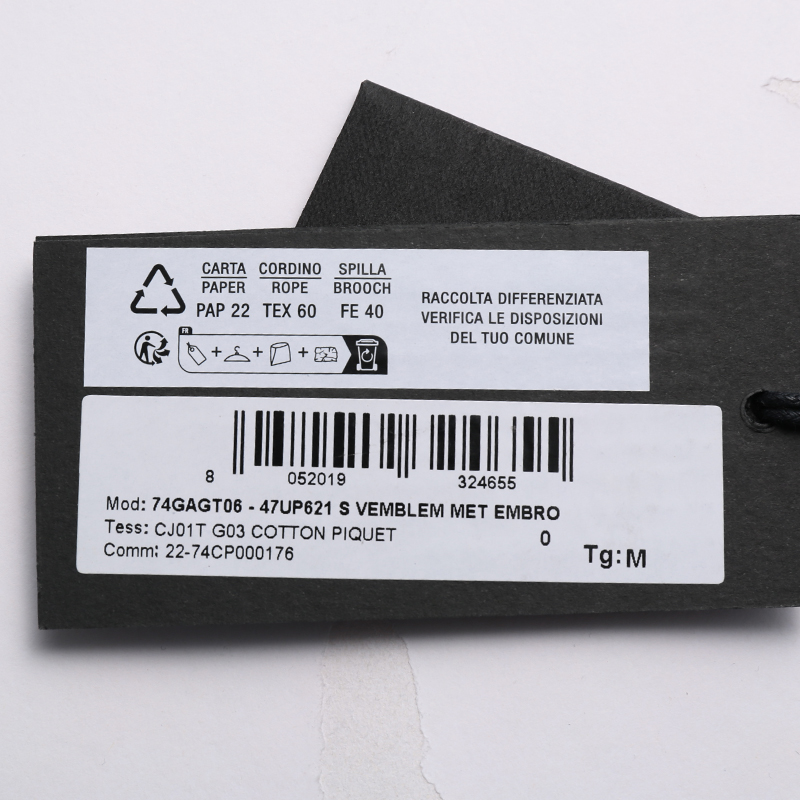 CARTA CORDINO SPILLA
PAPER ROPE BROOCH
PAP 22 TEX 60 FE 40
FR
RACCOLTA DIFFERENZIATA
VERIFICA LE DISPOSIZIONI
DEL TUO COMUNE
8 052019 324655
Mod: 74GAGT06 - 47UP621 S VEMBLEM MET EMBRO
Tess: CJ01T G03 COTTON PIQUET 0
Comm: 22-74CP000176
Tg: M